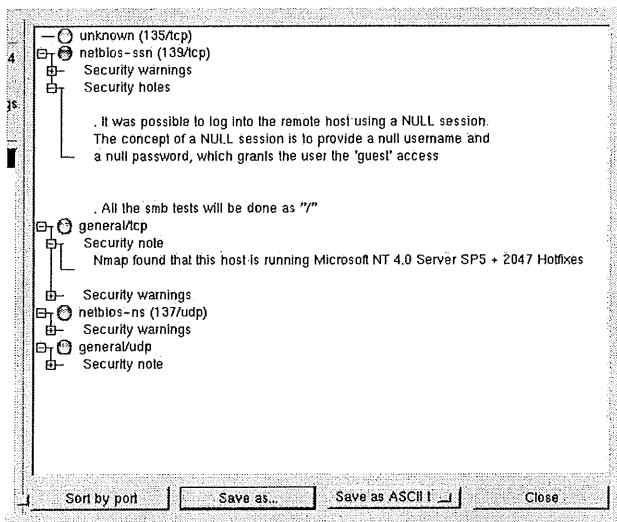 unknown (135/tcp)
4
netbios-ssn (139/tcp)
Security warnings
gs
Security holes
. It was possible to log into the remote host using a NULL session.
The concept of a NULL session is to provide a null username and
a null password, which grants the user the 'guest' access
. All the smb tests will be done as ''/''
general/tcp
Security note
Nmap found that this host is running Microsoft NT 4.0 Server SP5 + 2047 Hotfixes
Security warnings
netbios-ns (137/udp)
Security warnings
general/udp
Security note
Sort by port
Save as...
Save as ASCII t
Close